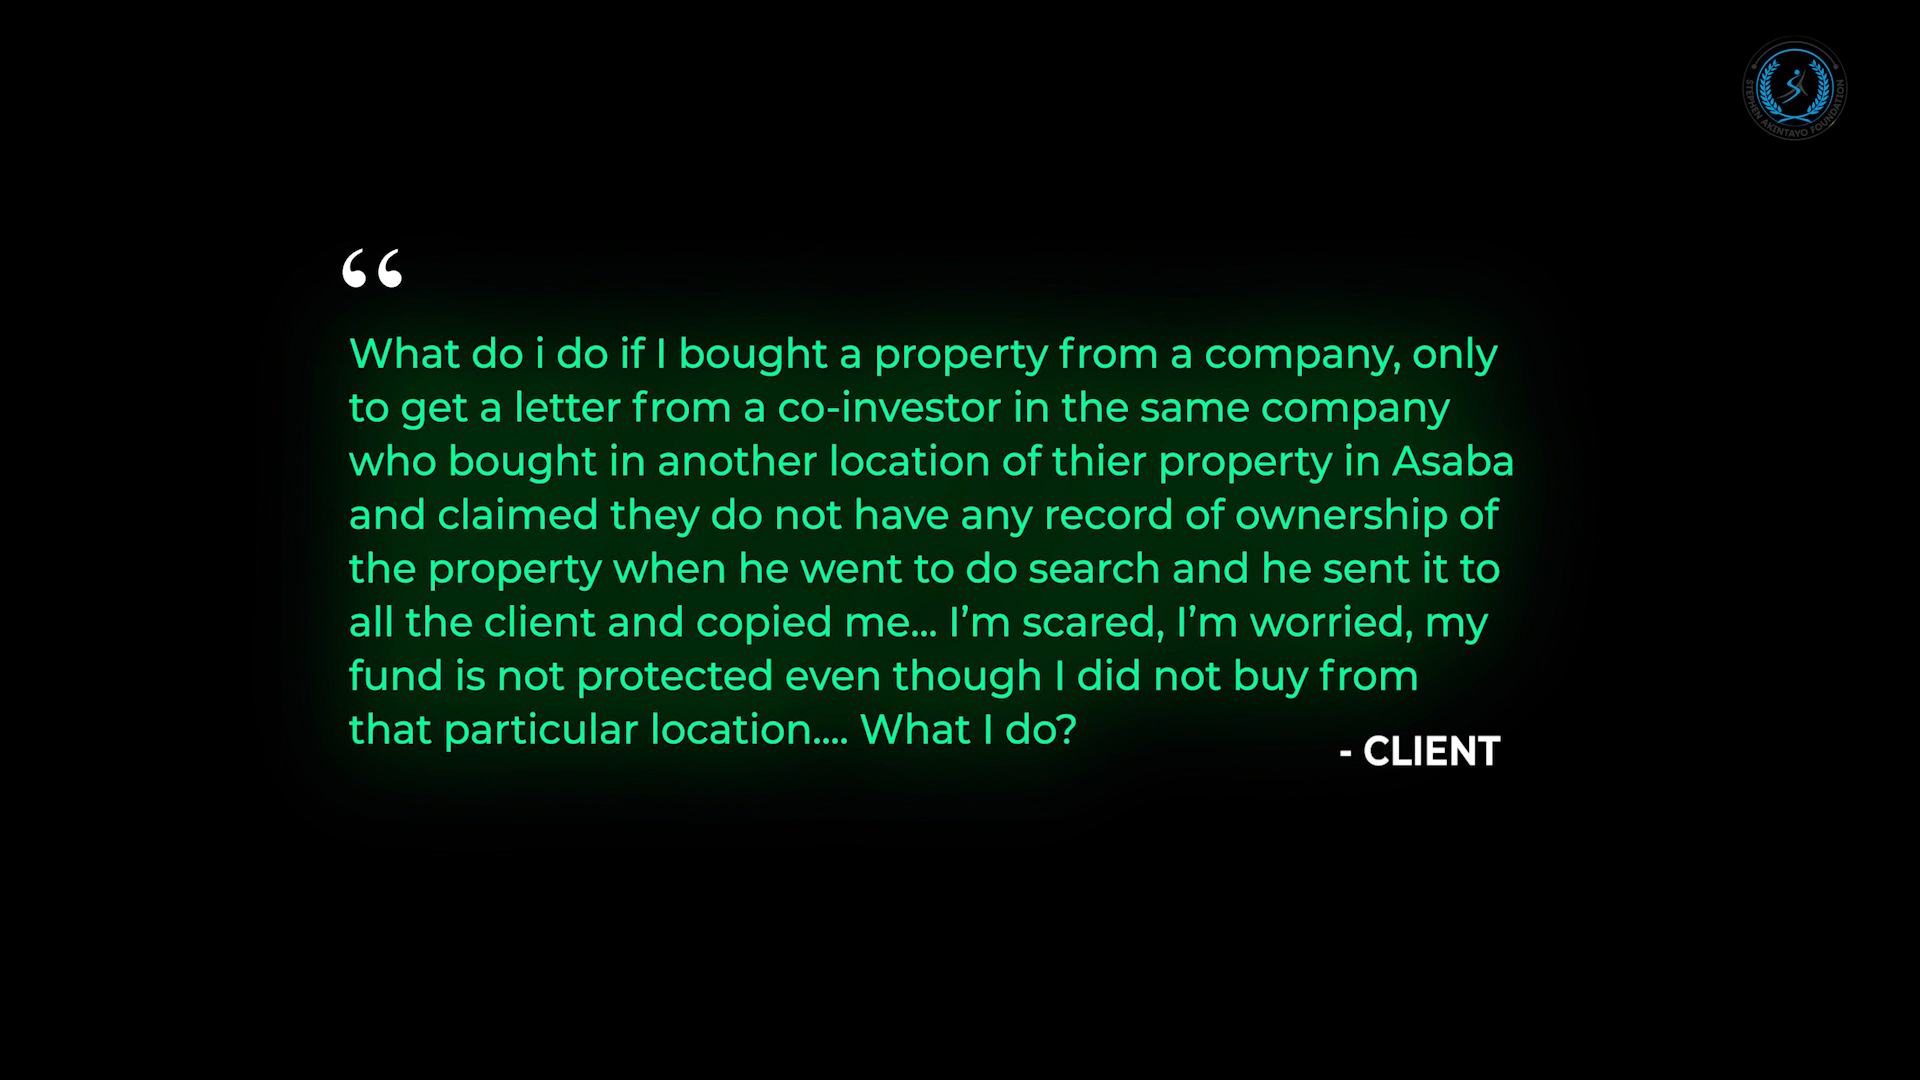 STEPHEN AKINTAYO FOUNDATION
“
What do i do if I bought a property from a company, only
to get a letter from a co-investor in the same company
who bought in another location of thier property in Asaba
and claimed they do not have any record of ownership of
the property when he went to do search and he sent it to
all the client and copied me... I’m scared, I’m worried, my
fund is not protected even though I did not buy from
that particular location.... What I do?
- CLIENT